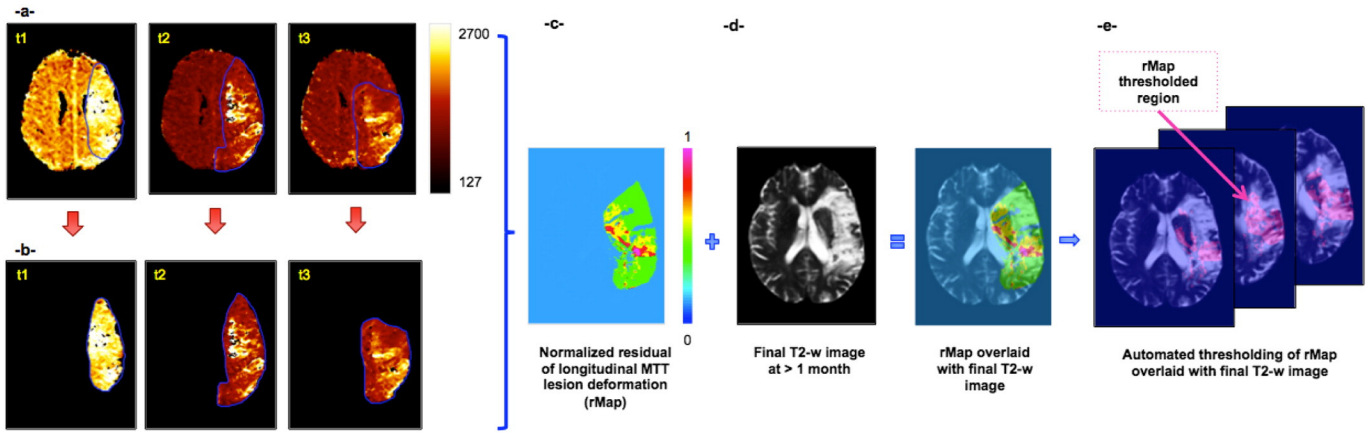 -a-
t1
t2
t3
2700
127
-b-
t1
t2
t3
-c-
1
0
Normalized residual
of longitudinal MTT
lesion deformation
(rMap)
-d-
Final T2-w image
at > 1 month
rMap overlaid
with final T2-w
image
-e-
rMap
thresholded
region
Automated thresholding of rMap
overlaid with final T2-w image